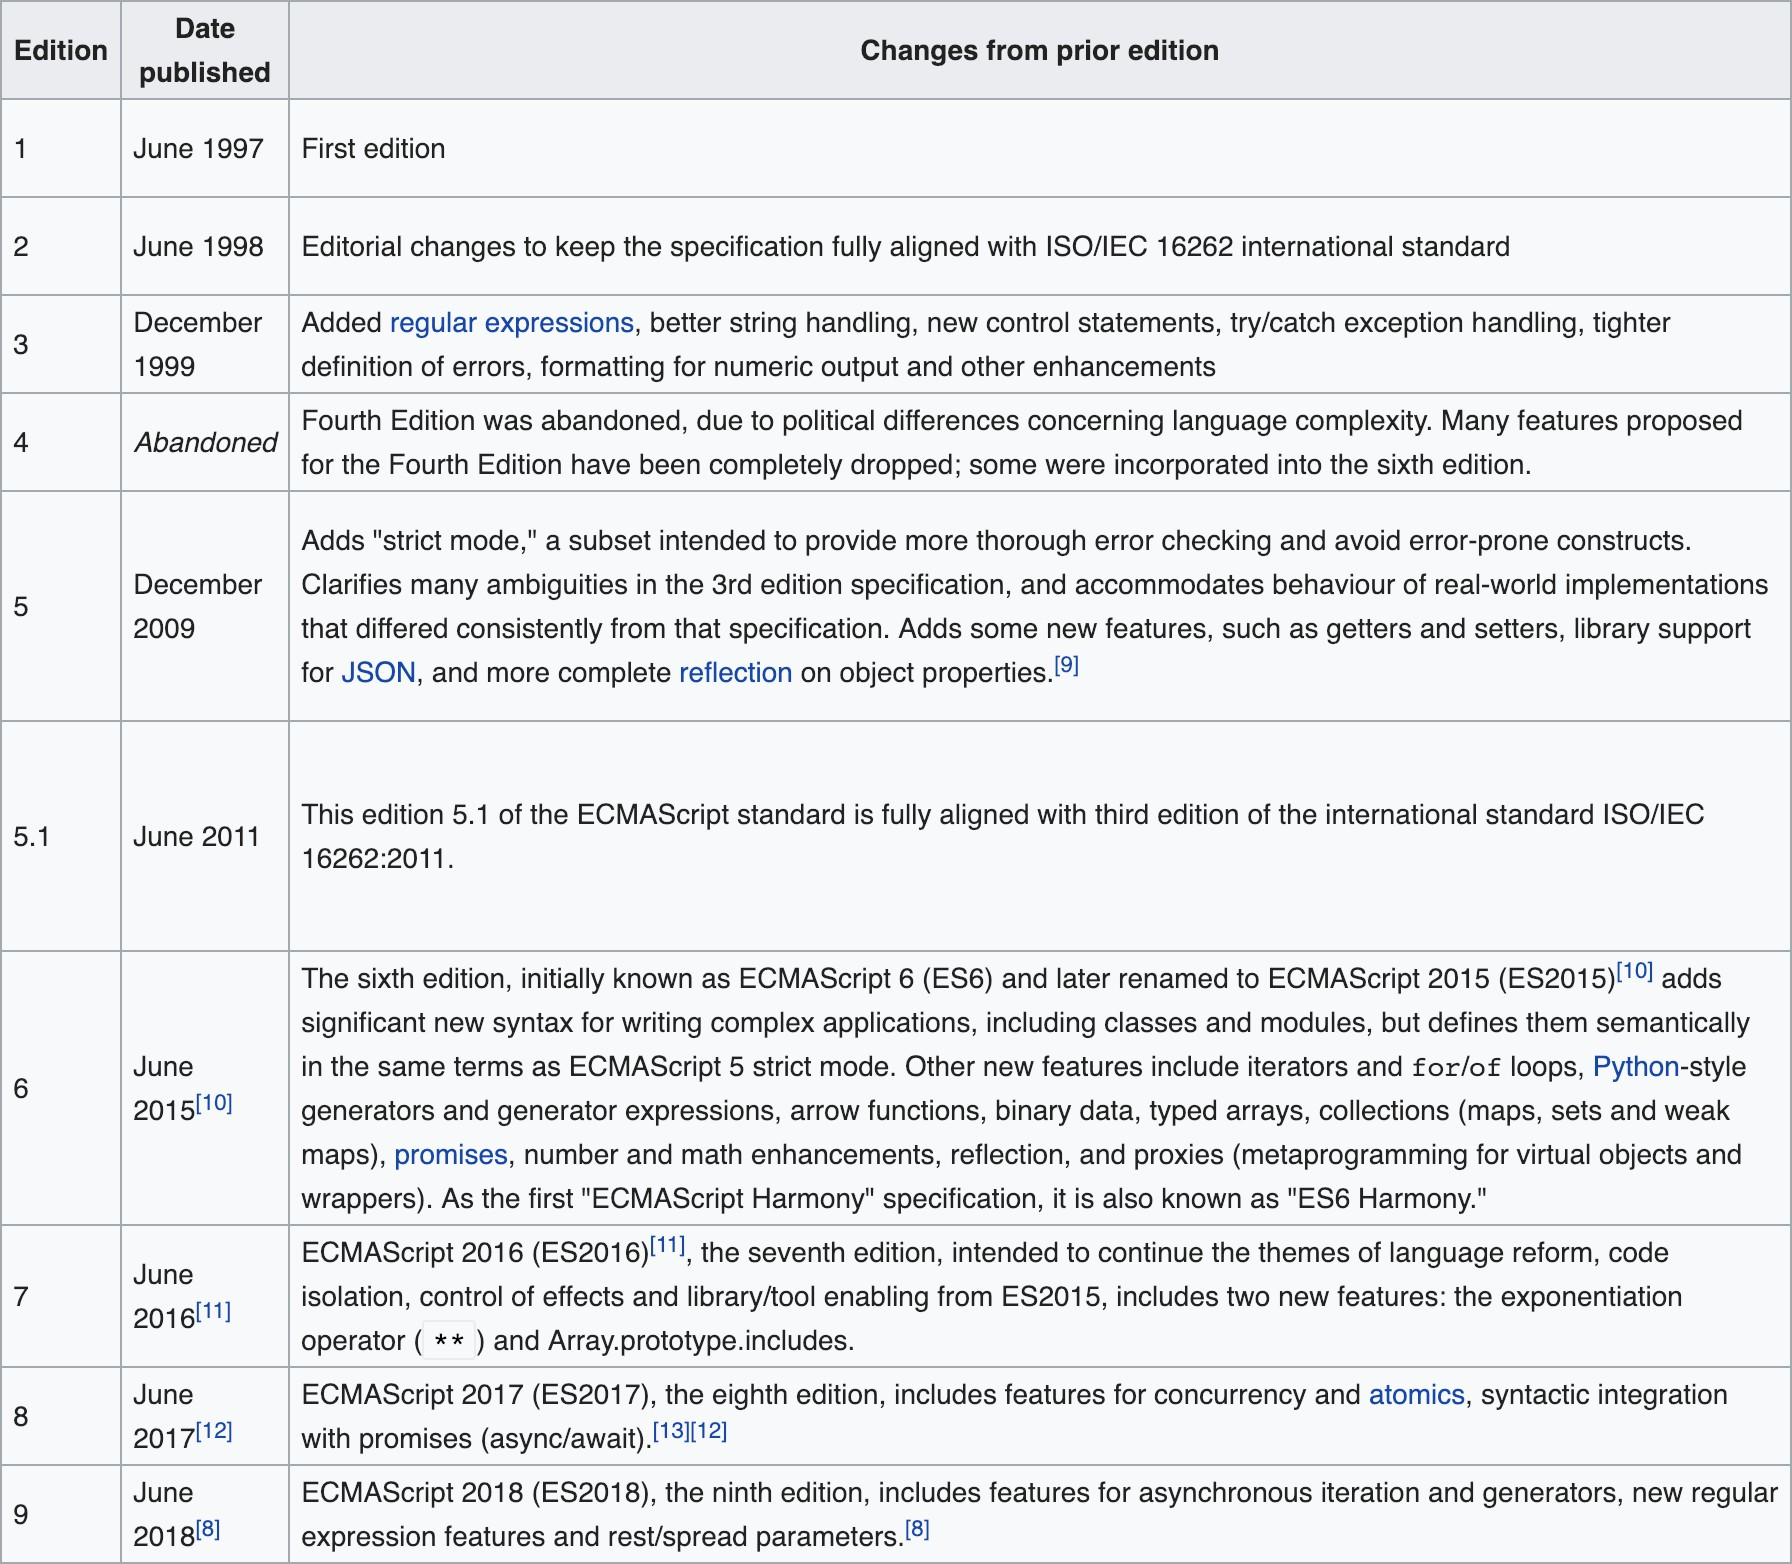 Edition
Date
published
Changes from prior edition
1
June 1997
First edition
2
June 1998
Editorial changes to keep the specification fully aligned with ISO/IEC 16262 international standard
3
December
1999
Added regular expressions, better string handling, new control statements, try/catch exception handling, tighter
definition of errors, formatting for numeric output and other enhancements
4
Abandoned
Fourth Edition was abandoned, due to political differences concerning language complexity. Many features proposed
for the Fourth Edition have been completely dropped; some were incorporated into the sixth edition.
5
December
2009
Adds "strict mode," a subset intended to provide more thorough error checking and avoid error-prone constructs.
Clarifies many ambiguities in the 3rd edition specification, and accommodates behaviour of real-world implementations
that differed consistently from that specification. Adds some new features, such as getters and setters, library support
for JSON, and more complete reflection on object properties.[9]
5.1
June 2011
This edition 5.1 of the ECMAScript standard is fully aligned with third edition of the international standard ISO/IEC
16262:2011.
6
June
2015[10]
The sixth edition, initially known as ECMAScript 6 (ES6) and later renamed to ECMAScript 2015 (ES2015)[10] adds
significant new syntax for writing complex applications, including classes and modules, but defines them semantically
in the same terms as ECMAScript 5 strict mode. Other new features include iterators and for/of loops, Python-style
generators and generator expressions, arrow functions, binary data, typed arrays, collections (maps, sets and weak
maps), promises, number and math enhancements, reflection, and proxies (metaprogramming for virtual objects and
wrappers). As the first "ECMAScript Harmony" specification, it is also known as "ES6 Harmony."
7
June
2016[11]
ECMAScript 2016 (ES2016)[11], the seventh edition, intended to continue the themes of language reform, code
isolation, control of effects and library/tool enabling from ES2015, includes two new features: the exponentiation
operator ( ** ) and Array.prototype.includes.
8
June
2017[12]
ECMAScript 2017 (ES2017), the eighth edition, includes features for concurrency and atomics, syntactic integration
with promises (async/await).[13][12]
9
June
2018[8]
ECMAScript 2018 (ES2018), the ninth edition, includes features for asynchronous iteration and generators, new regular
expression features and rest/spread parameters.[8]